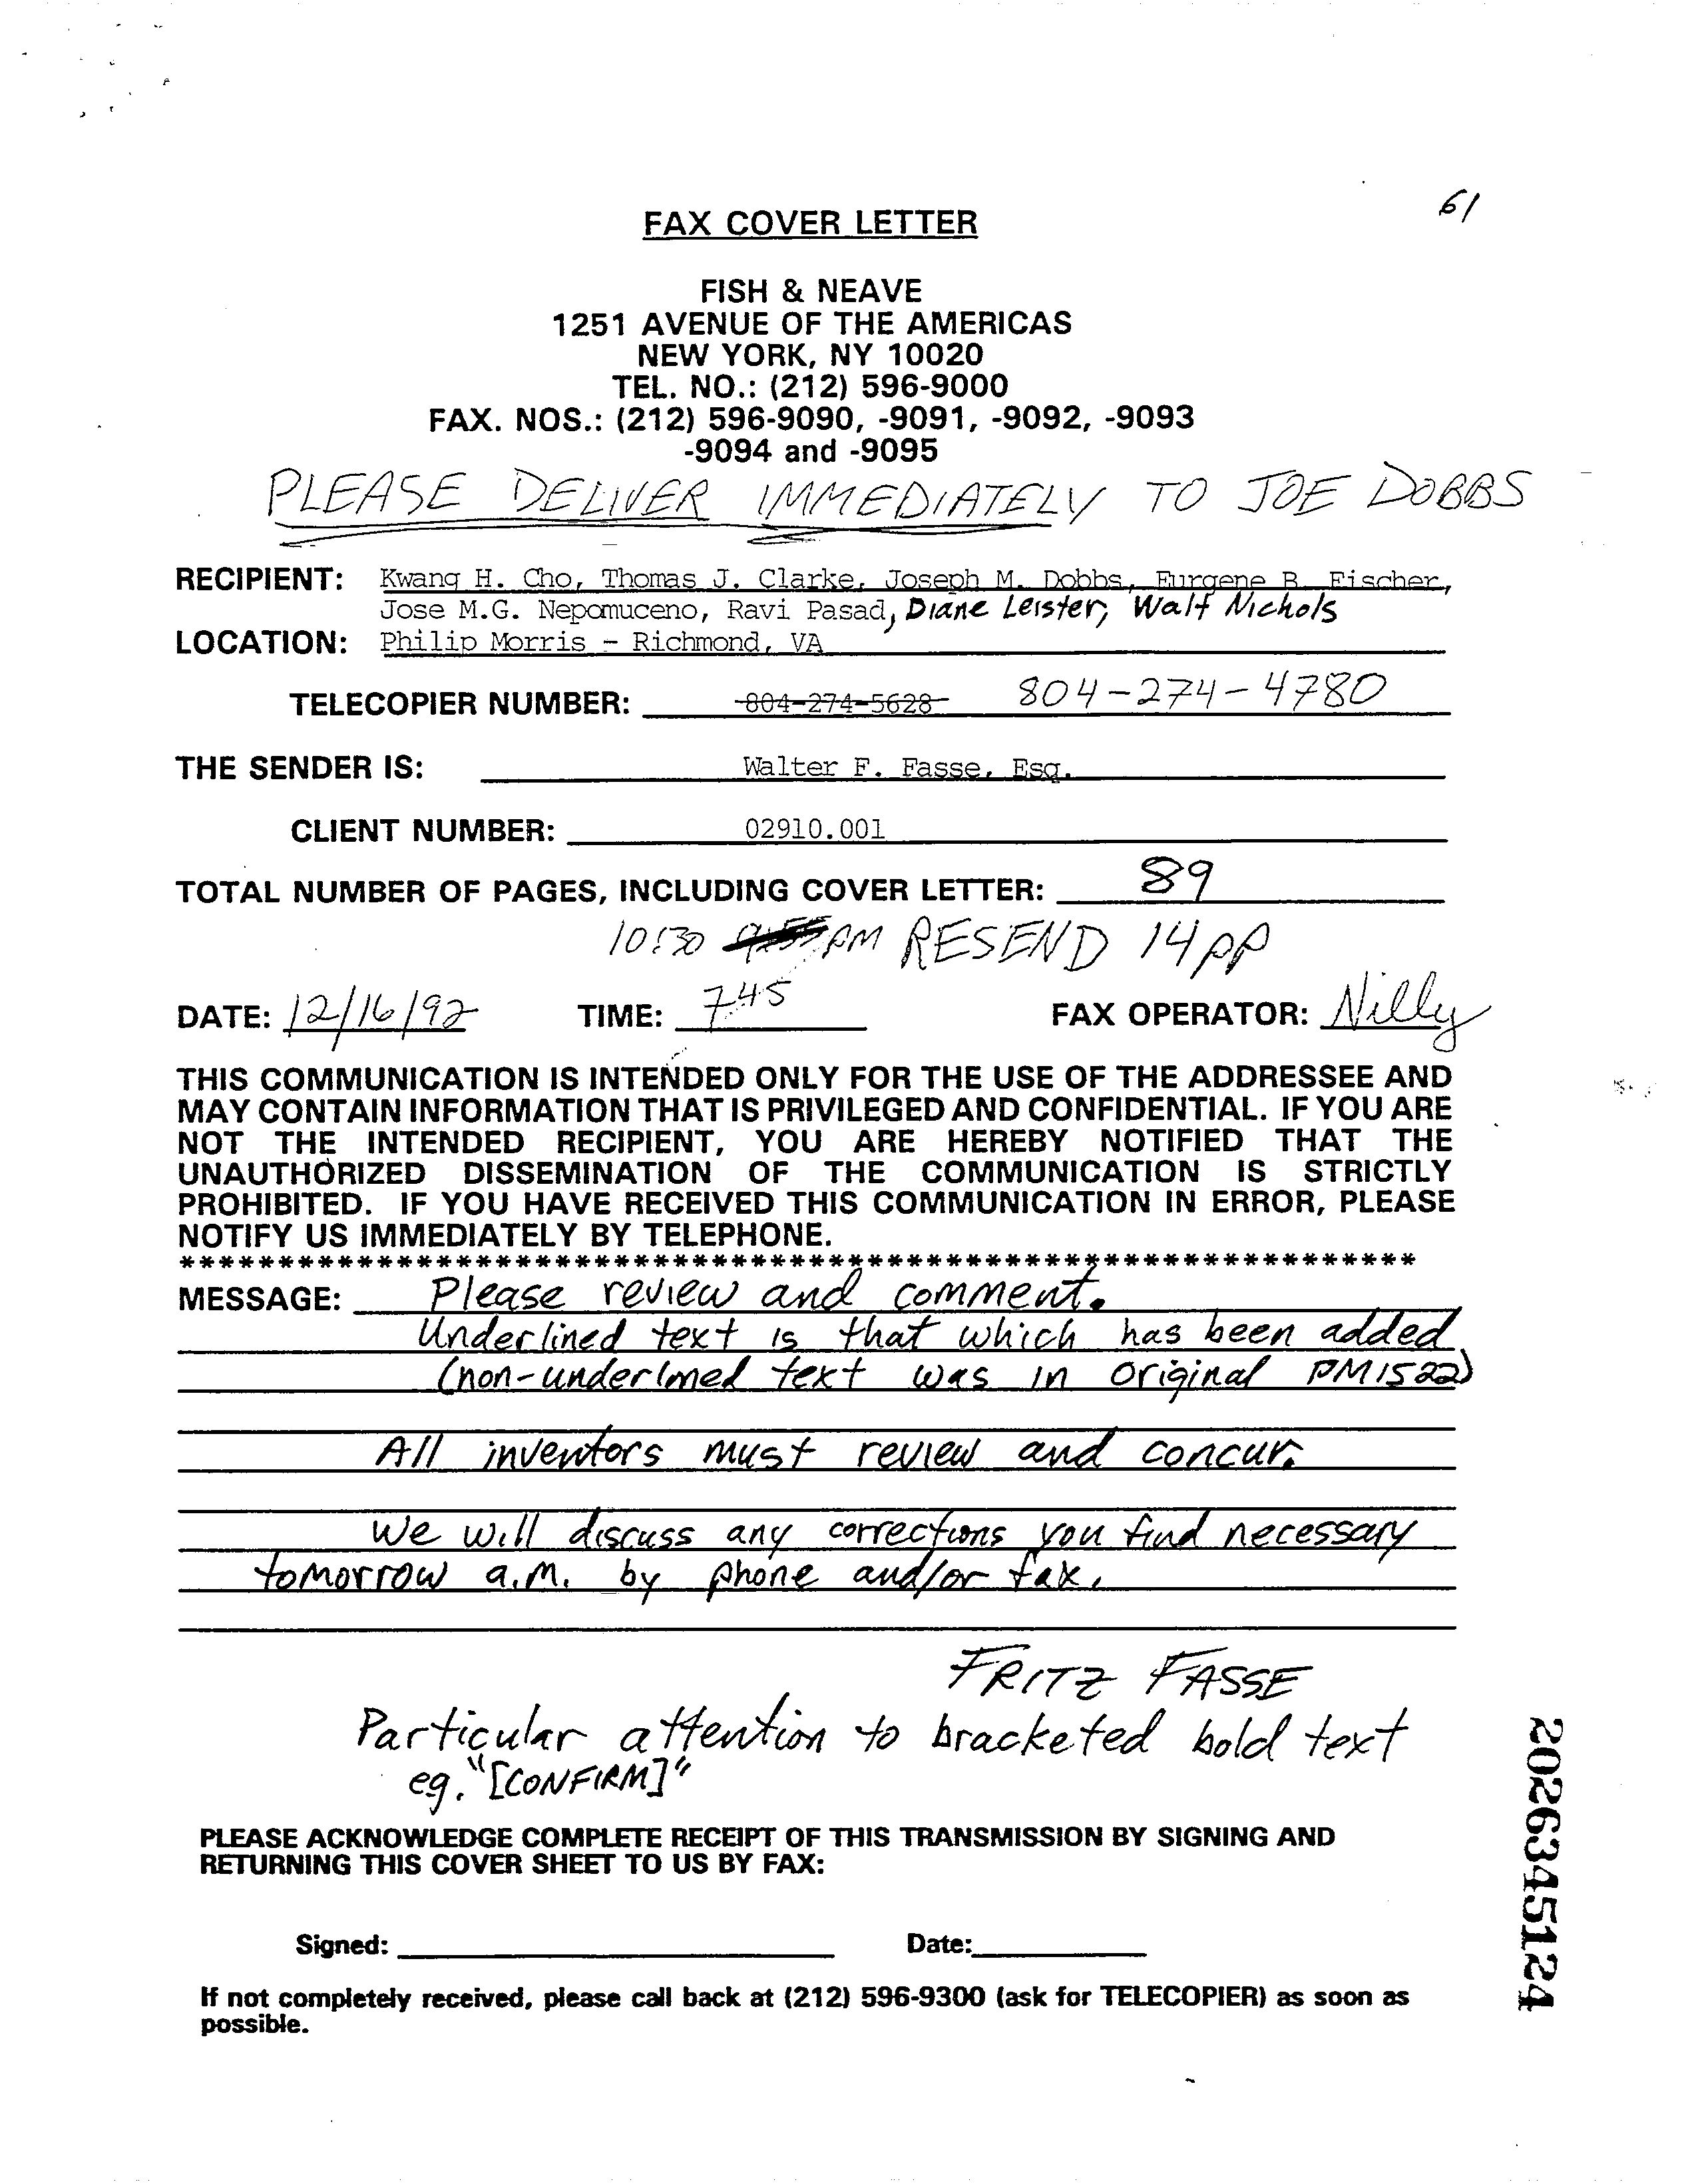 61
FAX COVER LETTER
FISH & NEAVE
1251 AVENUE OF THE AMERICAS
NEW YORK, NY 10020
TEL. NO.: (212) 596-9000
FAX. NOS.: (212) 596-9090, -9091, -9092, -9093
-9094 and -9095
PLEASE DELIVER IMMEDIATELY TO JOE DOBBS
RECIPIENT: Kwang H. Cho, Thomas J. Clarke, Joseph M. Dobbs, Eurgene B. Fischer,
Jose M.G. Nepomuceno, Ravi Pasad, Diane Leister, Walt Nichols
LOCATION: Philip Morris - Richmond, VA
TELECOPIER NUMBER: 804-274-5628 804-274-4780
THE SENDER IS: Walter F. Fasse, Esq.
CLIENT NUMBER: 02910.001
TOTAL NUMBER OF PAGES, INCLUDING COVER LETTER: 89
10:30 PM RESEND 14 pp
DATE: 12/16/92 TIME: 7:45 FAX OPERATOR: Nilly
THIS COMMUNICATION IS INTENDED ONLY FOR THE USE OF THE ADDRESSEE AND
MAY CONTAIN INFORMATION THAT IS PRIVILEGED AND CONFIDENTIAL. IF YOU ARE
NOT THE INTENDED RECIPIENT, YOU ARE HEREBY NOTIFIED THAT THE
UNAUTHORIZED DISSEMINATION OF THE COMMUNICATION IS STRICTLY
PROHIBITED. IF YOU HAVE RECEIVED THIS COMMUNICATION IN ERROR, PLEASE
NOTIFY US IMMEDIATELY BY TELEPHONE.
**************************************************************
MESSAGE: Please review and comment.
Underlined text is that which has been added
(non-underlined text was in original PM1522)
All inventors must review and concur.
We will discuss any corrections you find necessary
tomorrow a.m. by phone and/or fax.
FRITZ FASSE
Particular attention to bracketed bold text
eg. "[CONFIRM]"
PLEASE ACKNOWLEDGE COMPLETE RECEIPT OF THIS TRANSMISSION BY SIGNING AND
RETURNING THIS COVER SHEET TO US BY FAX:
Signed: Date:
If not completely received, please call back at (212) 596-9300 (ask for TELECOPIER) as soon as
possible.
2026345124